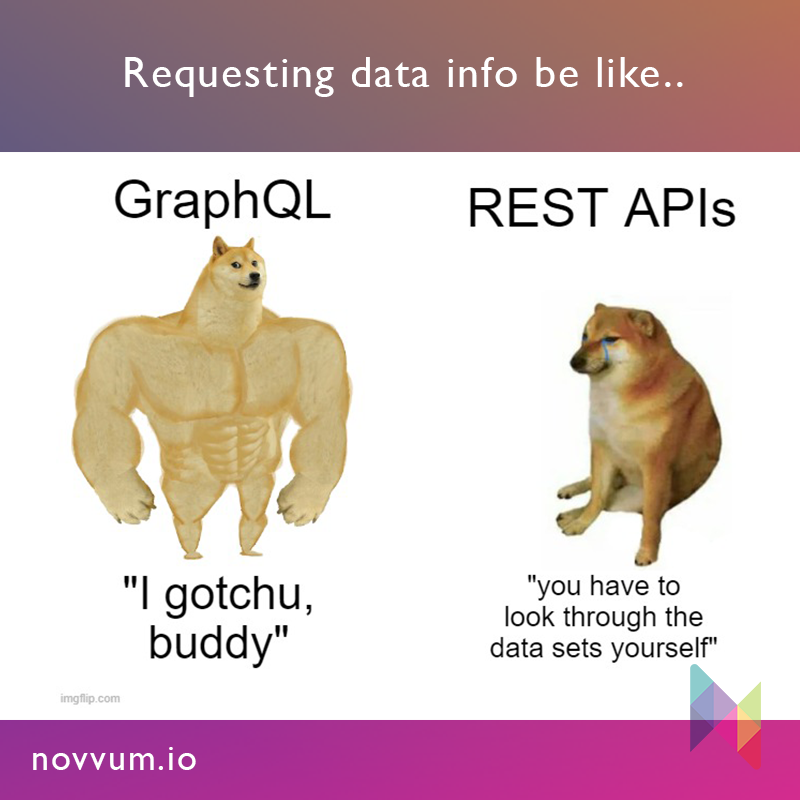 Requesting data info be like..
GraphQL
REST APIs
"I gotchu,
buddy"
"you have to
look through the
data sets yourself"
imgflip.com
novvum.io